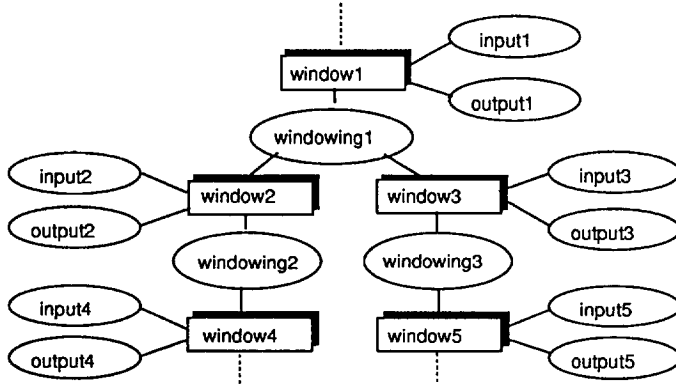 input1
window1
output1
windowing1
input2
input3
window2
window3
output2
output3
windowing2
windowing3
input4
input5
window4
window5
output4
output5